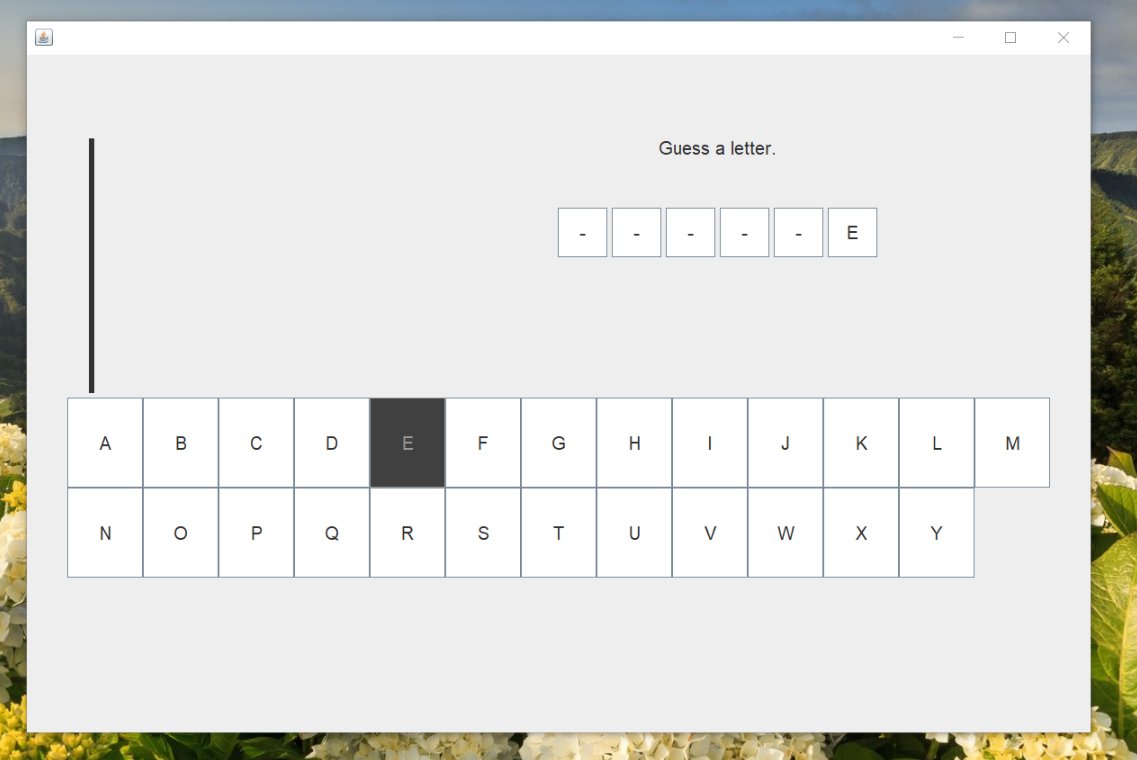 Guess a letter.
- - - - - E
A B C D E F G H I J K L M
N O P Q R S T U V W X Y